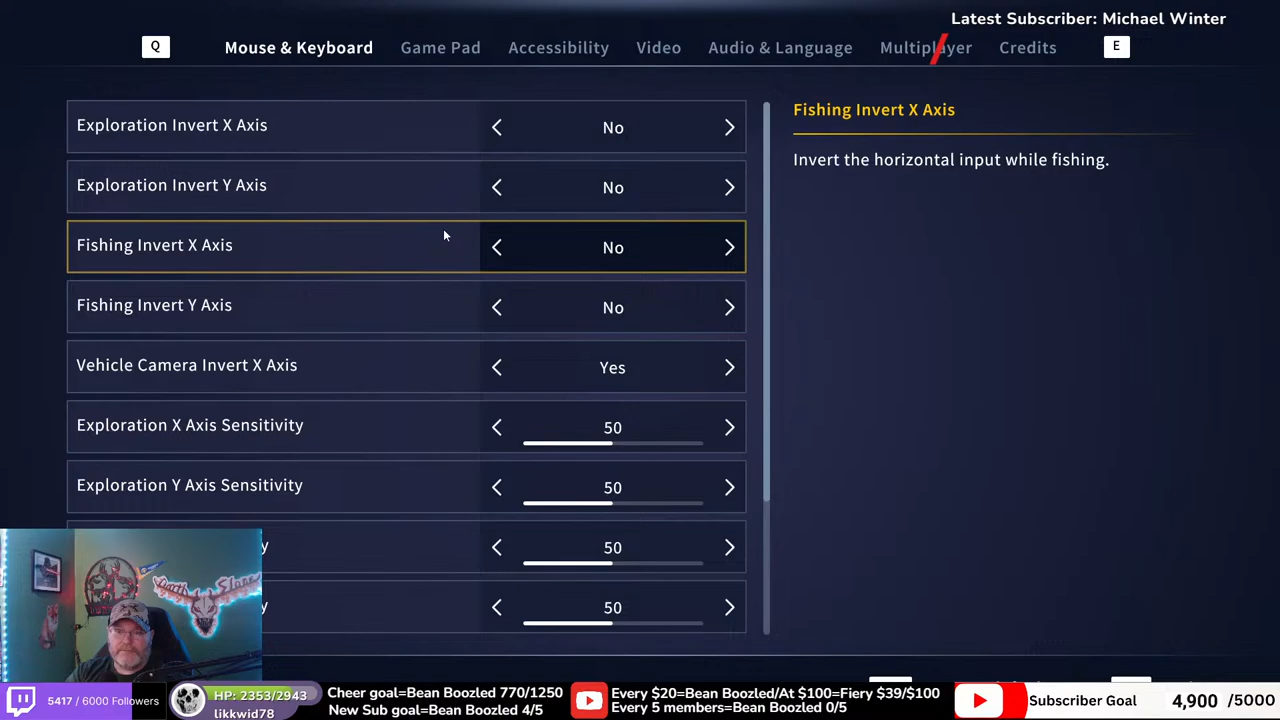 Latest Subscriber: Michael Winter
Q Mouse & Keyboard Game Pad Accessibility Video Audio & Language Multiplayer Credits E
Exploration Invert X Axis No
Exploration Invert Y Axis No
Fishing Invert X Axis No
Fishing Invert Y Axis No
Vehicle Camera Invert X Axis Yes
Exploration X Axis Sensitivity 50
Exploration Y Axis Sensitivity 50
y 50
y 50
Fishing Invert X Axis
Invert the horizontal input while fishing.
5417 / 6000 Followers
HP: 2353/2943
likkwid78
Cheer goal=Bean Boozled 770/1250
New Sub goal=Bean Boozled 4/5
Every $20=Bean Boozled/At $100=Fiery $39/$100
Every 5 members=Bean Boozled 0/5
Subscriber Goal 4,900 /5000